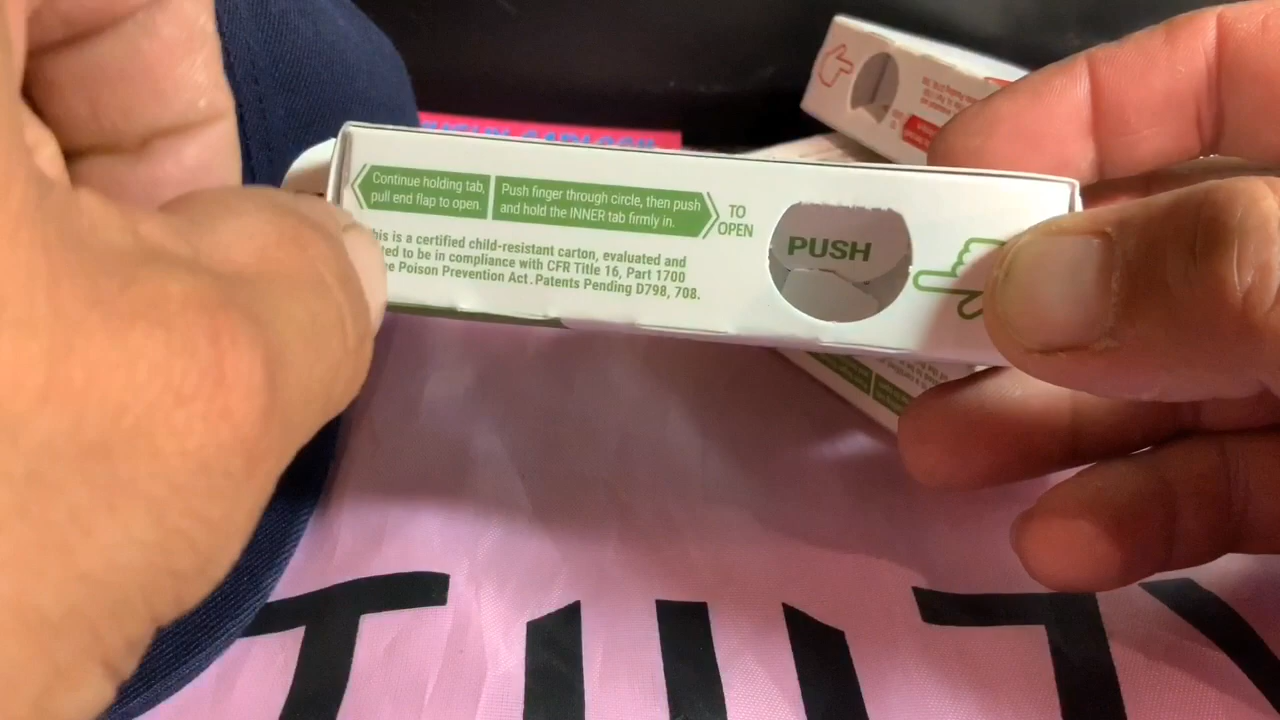 Continue holding tab,
pull end flap to open.
Push finger through circle, then push
and hold the INNER tab firmly in.
TO
OPEN
PUSH
his is a certified child-resistant carton, evaluated and
ted to be in compliance with CFR Title 16, Part 1700
e Poison Prevention Act. Patents Pending D798, 708.